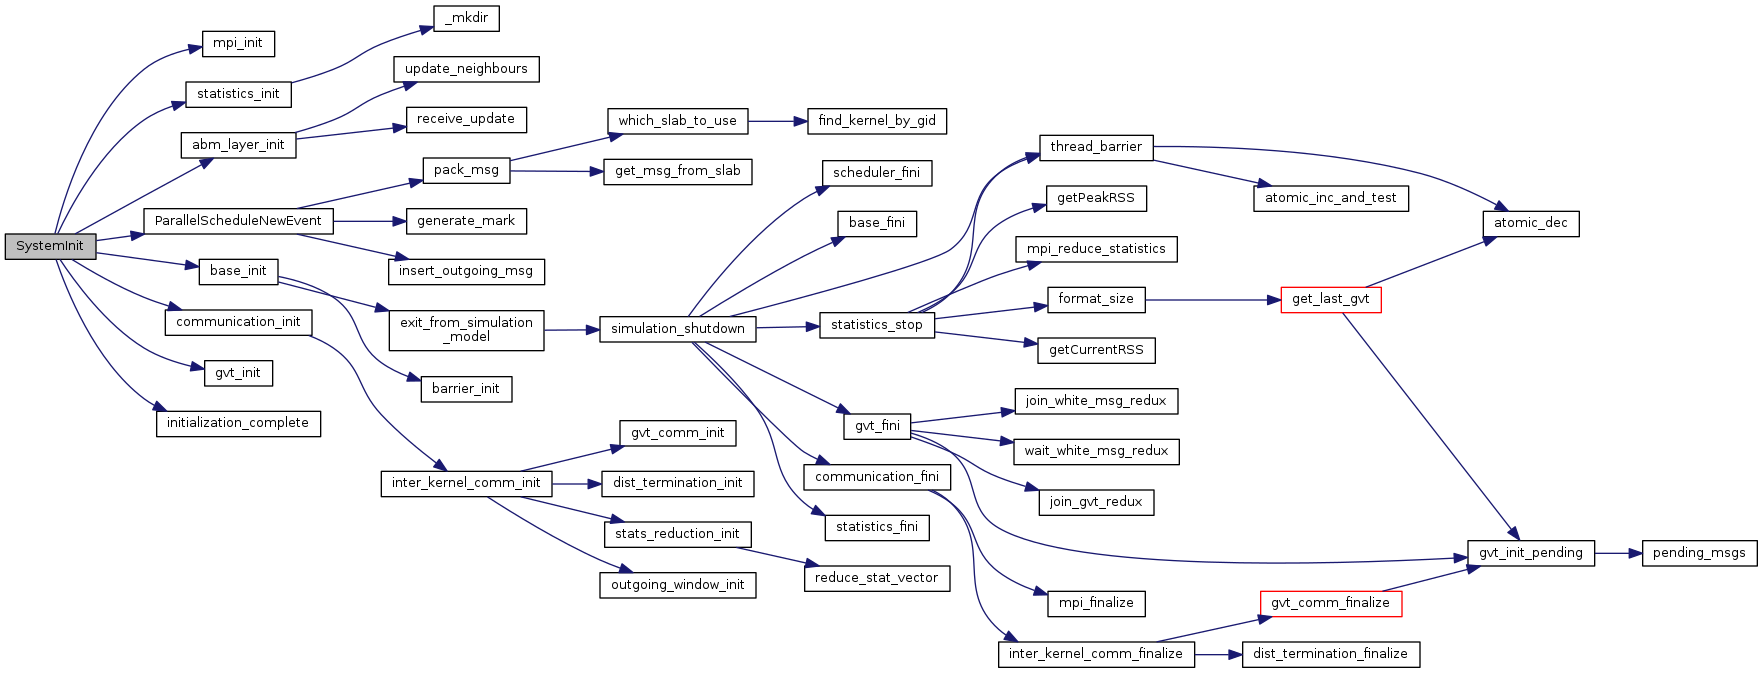 _mkdir
mpi_init
update_neighbours
statistics_init
receive_update
which_slab_to_use
find_kernel_by_gid
abm_layer_init
thread_barrier
pack_msg
get_msg_from_slab
scheduler_fini
getPeakRSS
atomic_inc_and_test
ParallelScheduleNewEvent
generate_mark
base_fini
atomic_dec
SystemInit
mpi_reduce_statistics
base_init
insert_outgoing_msg
format_size
get_last_gvt
communication_init
exit_from_simulation
_model
simulation_shutdown
statistics_stop
getCurrentRSS
gvt_init
barrier_init
join_white_msg_redux
initialization_complete
gvt_comm_init
gvt_fini
wait_white_msg_redux
inter_kernel_comm_init
dist_termination_init
communication_fini
join_gvt_redux
stats_reduction_init
statistics_fini
gvt_init_pending
pending_msgs
outgoing_window_init
reduce_stat_vector
mpi_finalize
gvt_comm_finalize
inter_kernel_comm_finalize
dist_termination_finalize